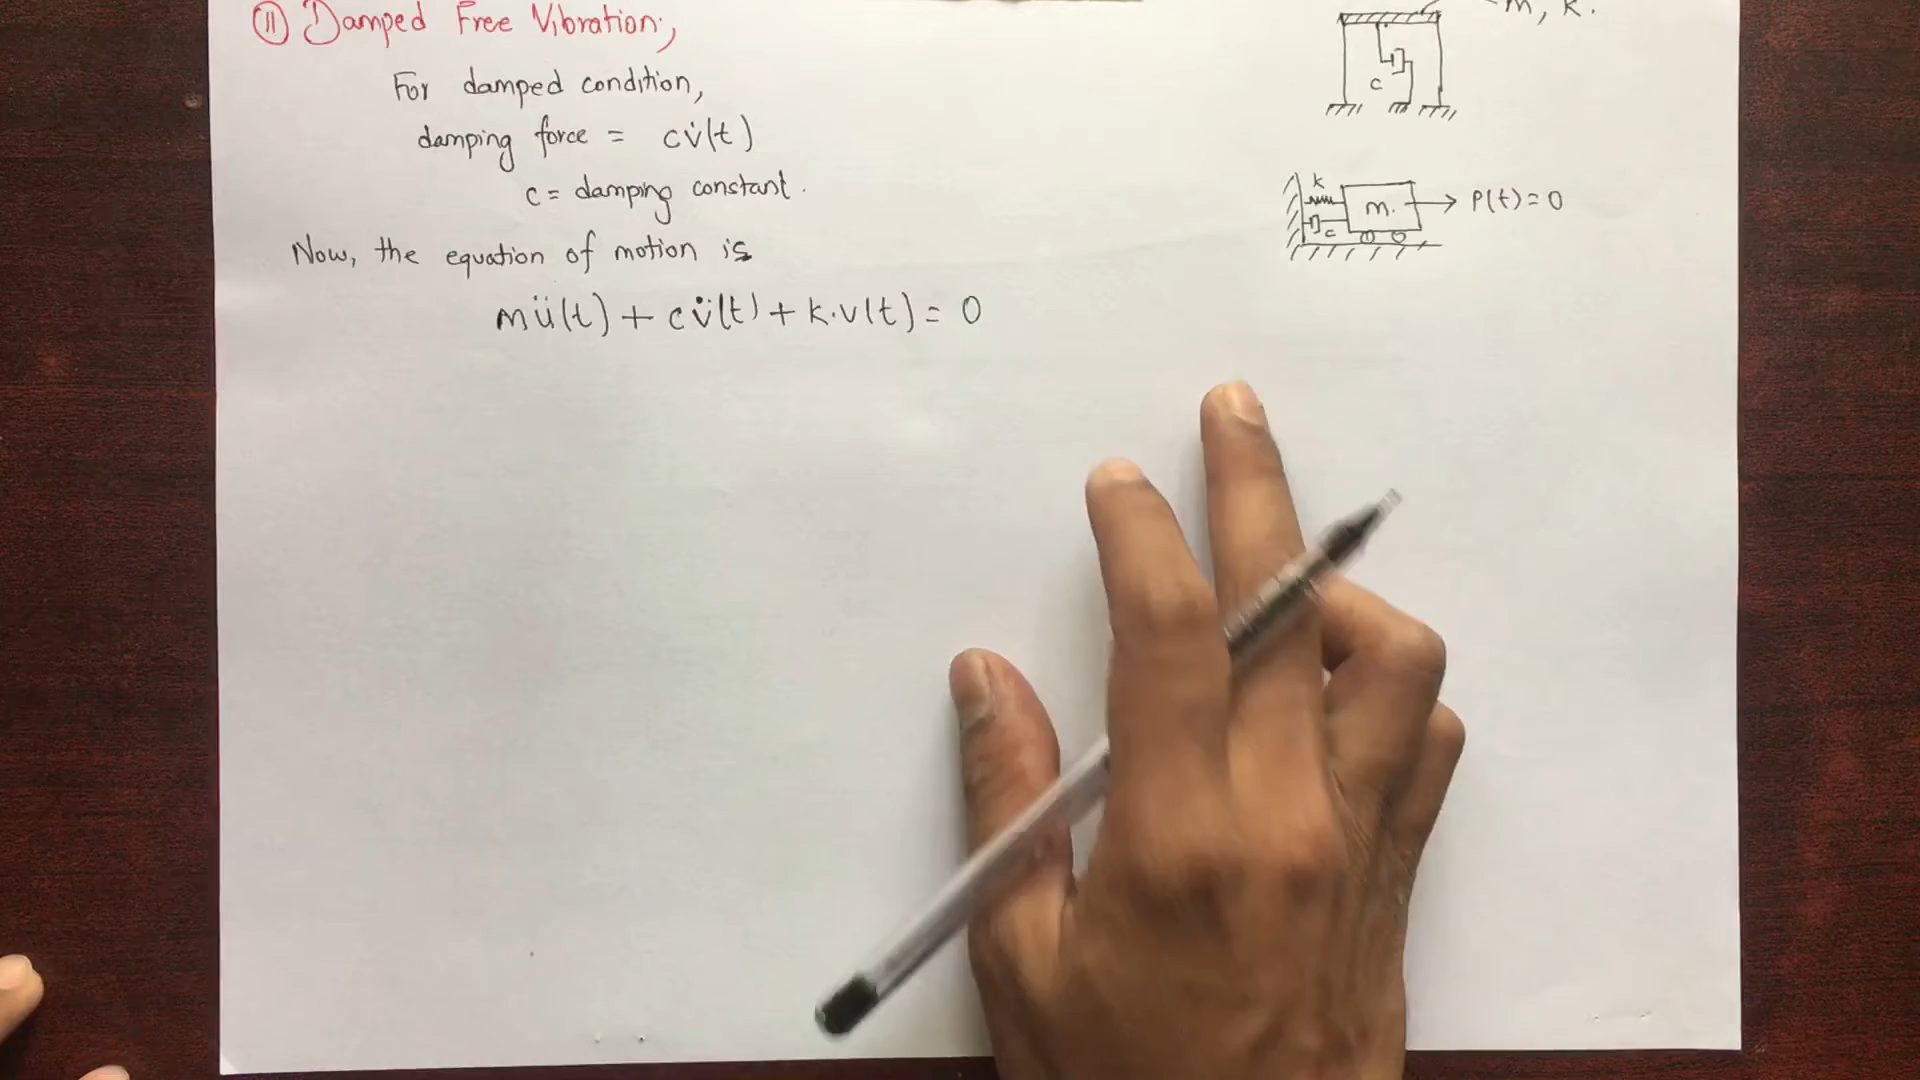 ⑪ Damped Free Vibration;
For damped condition,
damping force = cv̇(t)
c = damping constant.
Now, the equation of motion is
mü(t) + cv̇(t) + k.v(t) = 0
m, k.
c
k
m.
c
P(t) = 0